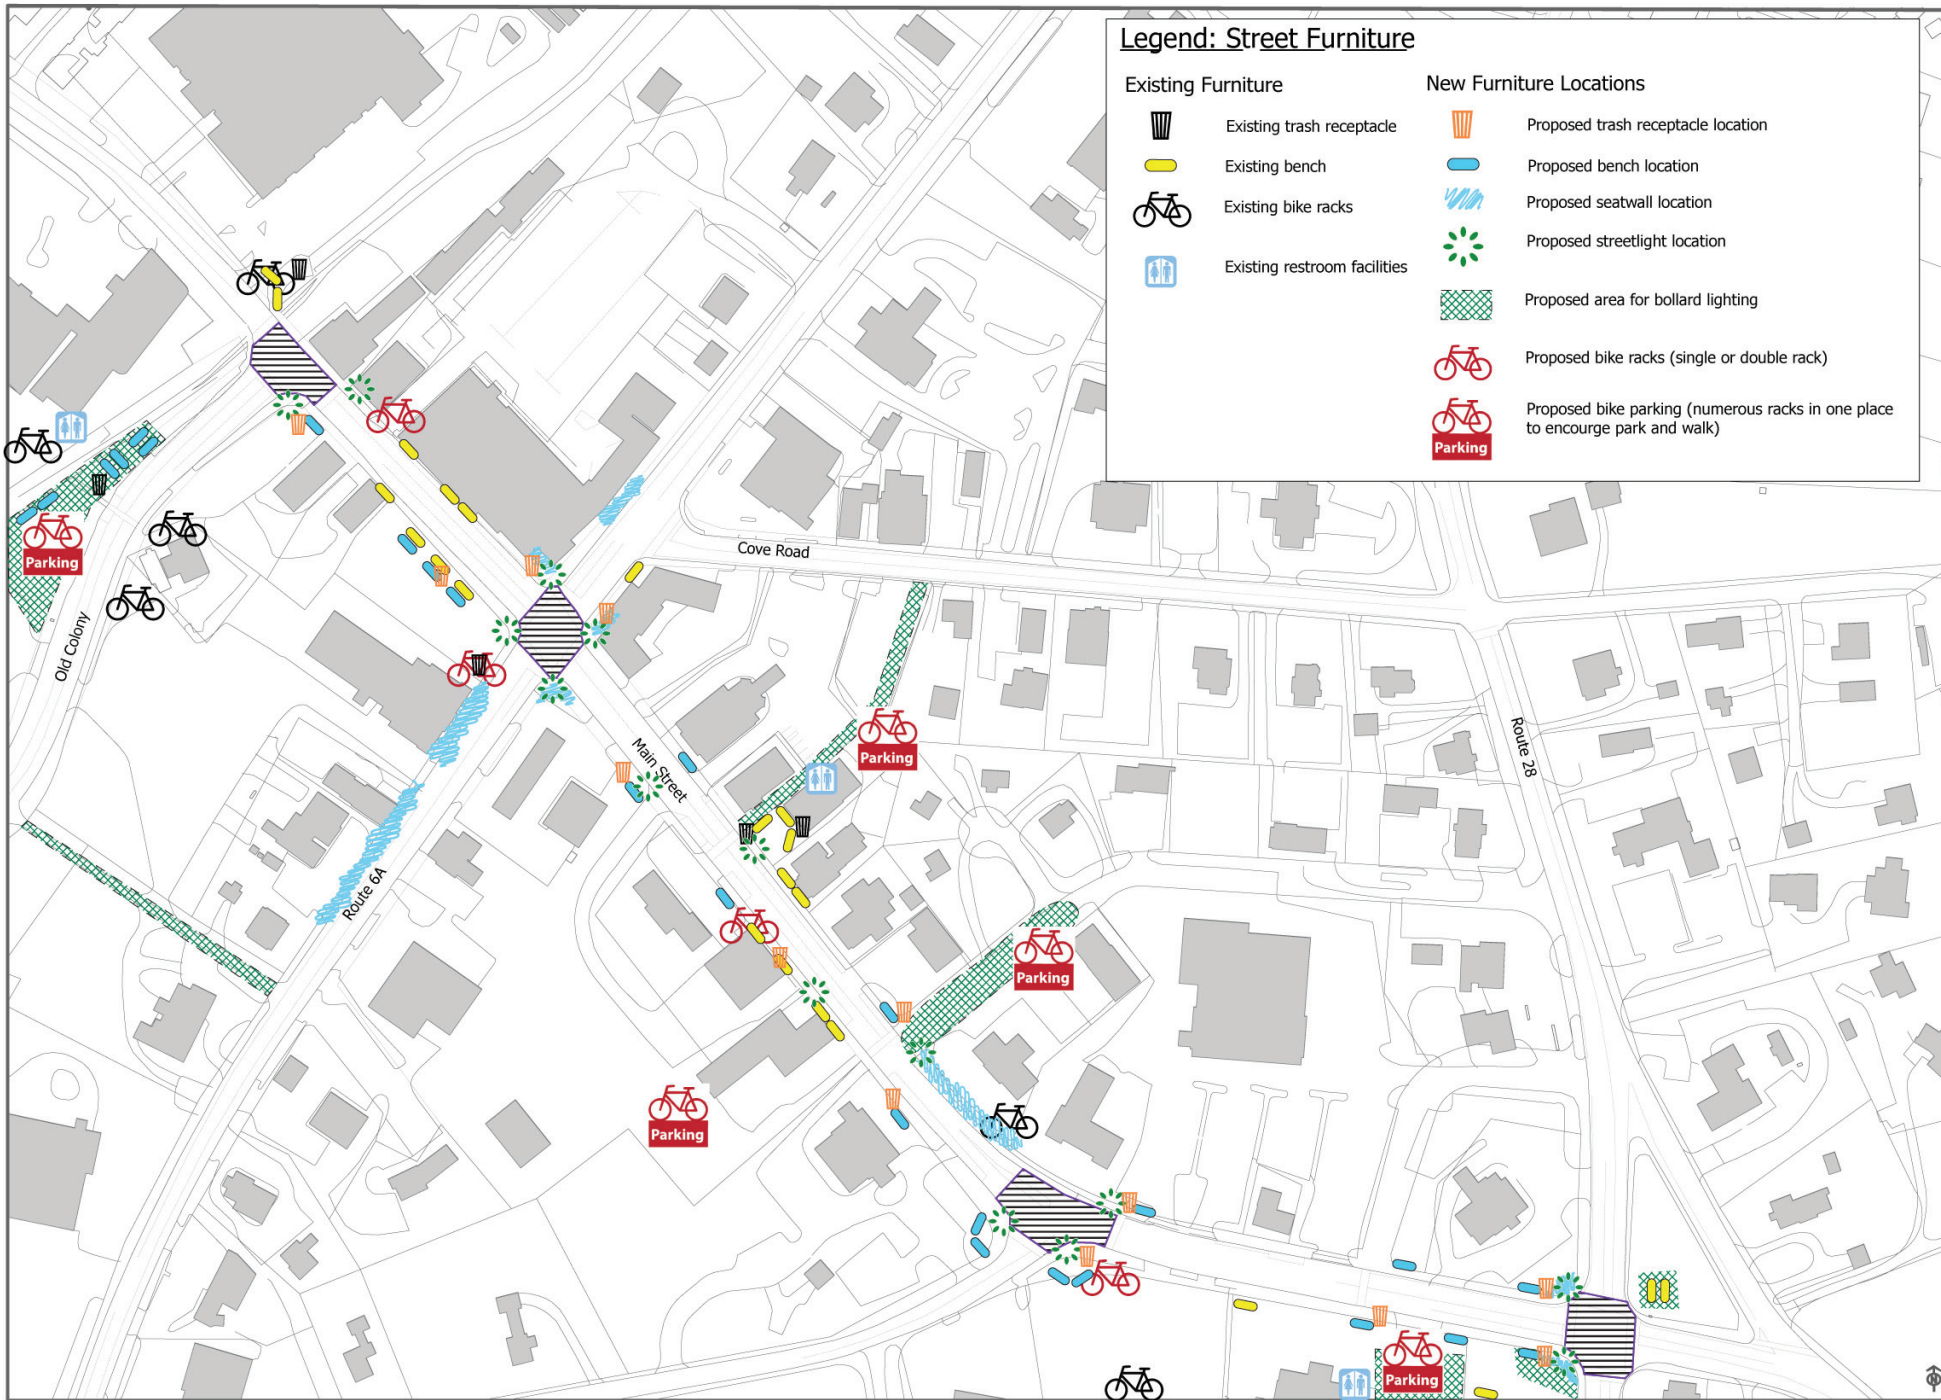 Legend: Street Furniture
Existing Furniture
New Furniture Locations
Existing trash receptacle
Proposed trash receptacle location
Existing bench
Proposed bench location
Existing bike racks
Proposed seatwall location
Proposed streetlight location
Existing restroom facilities
Proposed area for bollard lighting
Proposed bike racks (single or double rack)
Proposed bike parking (numerous racks in one place
to encourge park and walk)
Parking
Cove Road
Parking
Old Colony
Main Street
Parking
Route 28
Route 6A
Parking
Parking
Parking